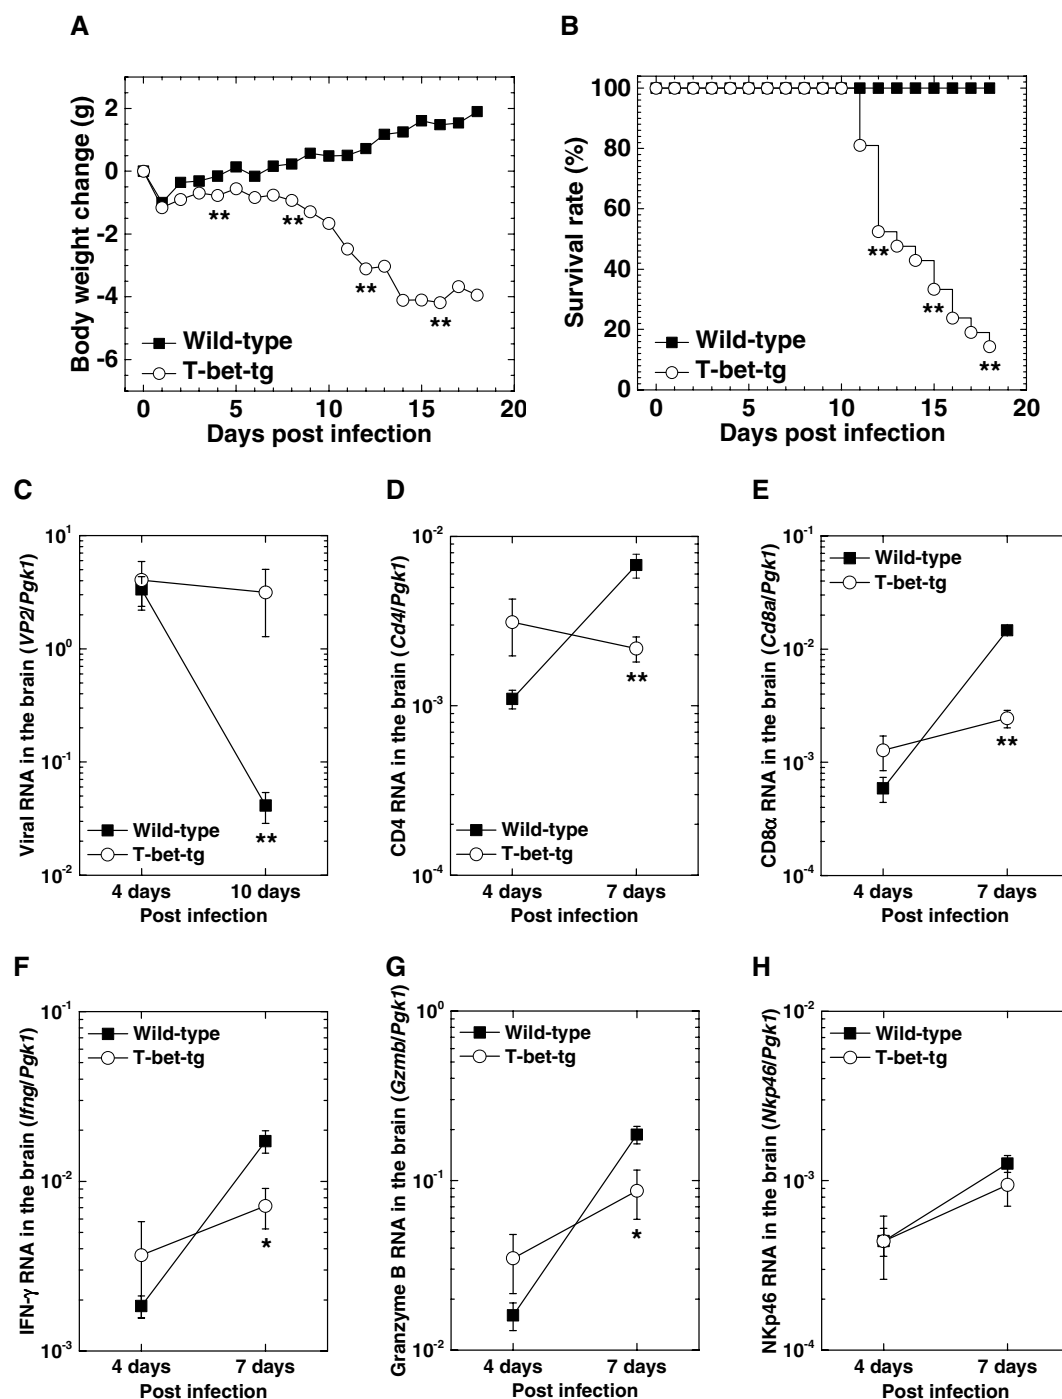 A
Body weight change (g)
2
0
-2
-4
-6
**
**
**
**
Wild-type
T-bet-tg
0
5
10
15
20
Days post infection
B
Survival rate (%)
100
80
60
40
20
0
**
**
**
Wild-type
T-bet-tg
0
5
10
15
20
Days post infection
C
Viral RNA in the brain (VP2/Pgk1)
10¹
10⁰
10⁻¹
10⁻²
Wild-type
T-bet-tg
**
4 days
10 days
Post infection
D
CD4 RNA in the brain (Cd4/Pgk1)
10⁻²
10⁻³
10⁻⁴
**
Wild-type
T-bet-tg
4 days
7 days
Post infection
E
CD8α RNA in the brain (Cd8a/Pgk1)
10⁻¹
10⁻²
10⁻³
10⁻⁴
Wild-type
T-bet-tg
**
4 days
7 days
Post infection
F
IFN-γ RNA in the brain (Ifng/Pgk1)
10⁻¹
10⁻²
10⁻³
Wild-type
T-bet-tg
*
4 days
7 days
Post infection
G
Granzyme B RNA in the brain (Gzmb/Pgk1)
10⁰
10⁻¹
10⁻²
Wild-type
T-bet-tg
*
4 days
7 days
Post infection
H
NKp46 RNA in the brain (Nkp46/Pgk1)
10⁻²
10⁻³
10⁻⁴
Wild-type
T-bet-tg
4 days
7 days
Post infection